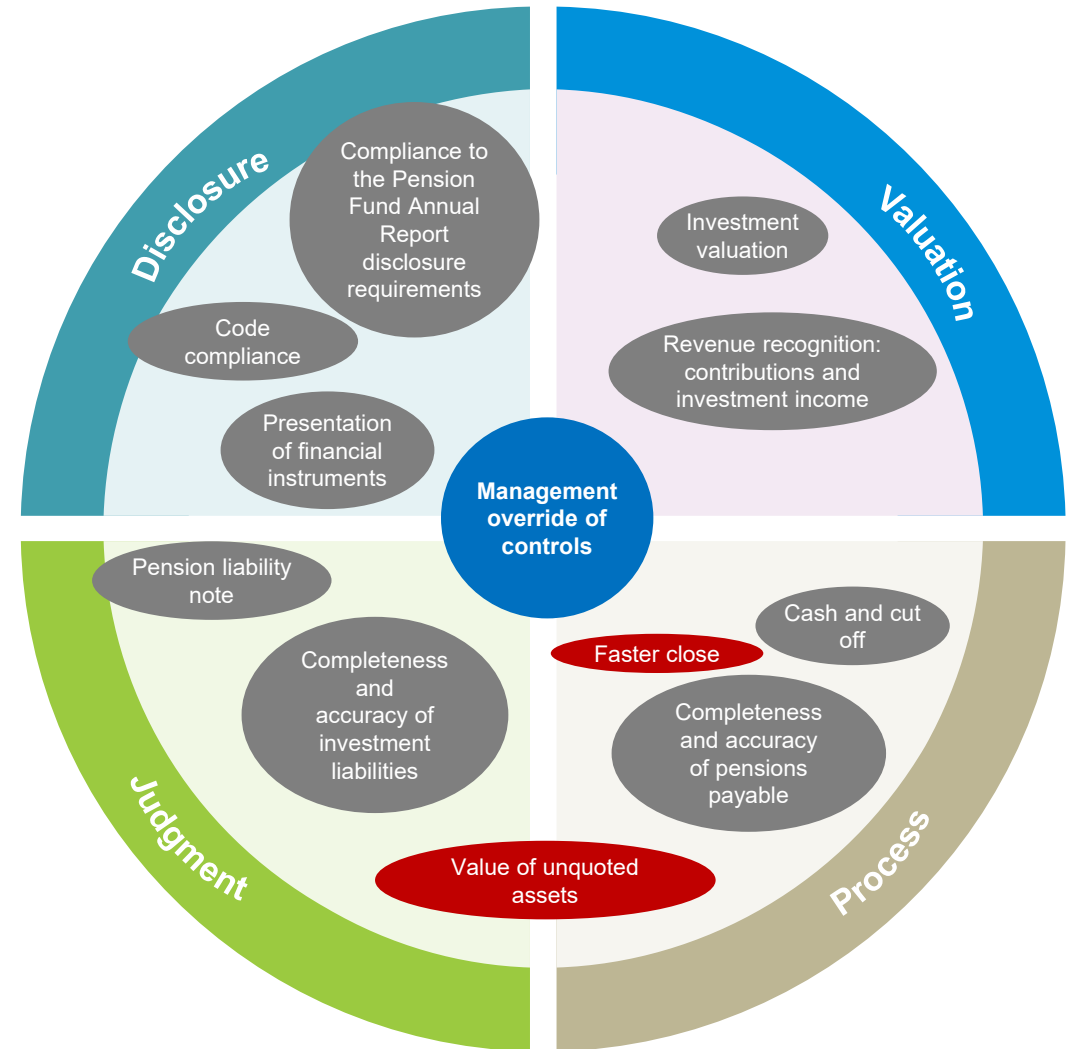 Disclosure
Compliance to
the Pension
Fund Annual
Report
disclosure
requirements
Code
compliance
Presentation
of financial
instruments
Valuation
Investment
valuation
Revenue recognition:
contributions and
investment income
Management
override of
controls
Judgment
Pension liability
note
Completeness
and
accuracy of
investment
liabilities
Value of unquoted
assets
Process
Cash and cut
off
Faster close
Completeness
and accuracy
of pensions
payable